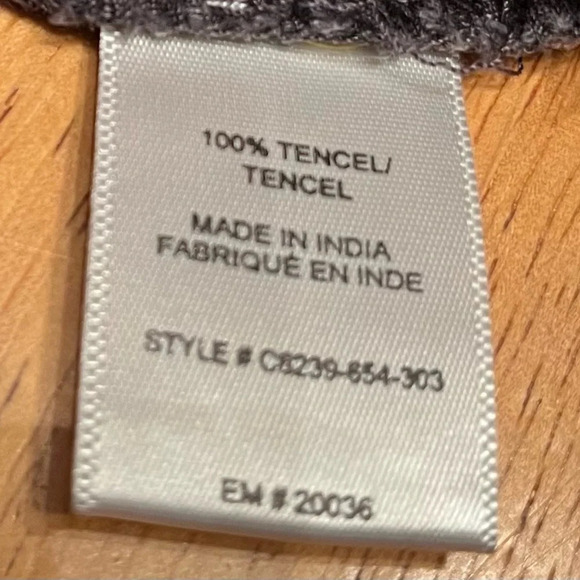 100% TENCEL/
TENCEL
MADE IN INDIA
FABRIQUÉ EN INDE
STYLE # C8239-654-303
EM # 20036